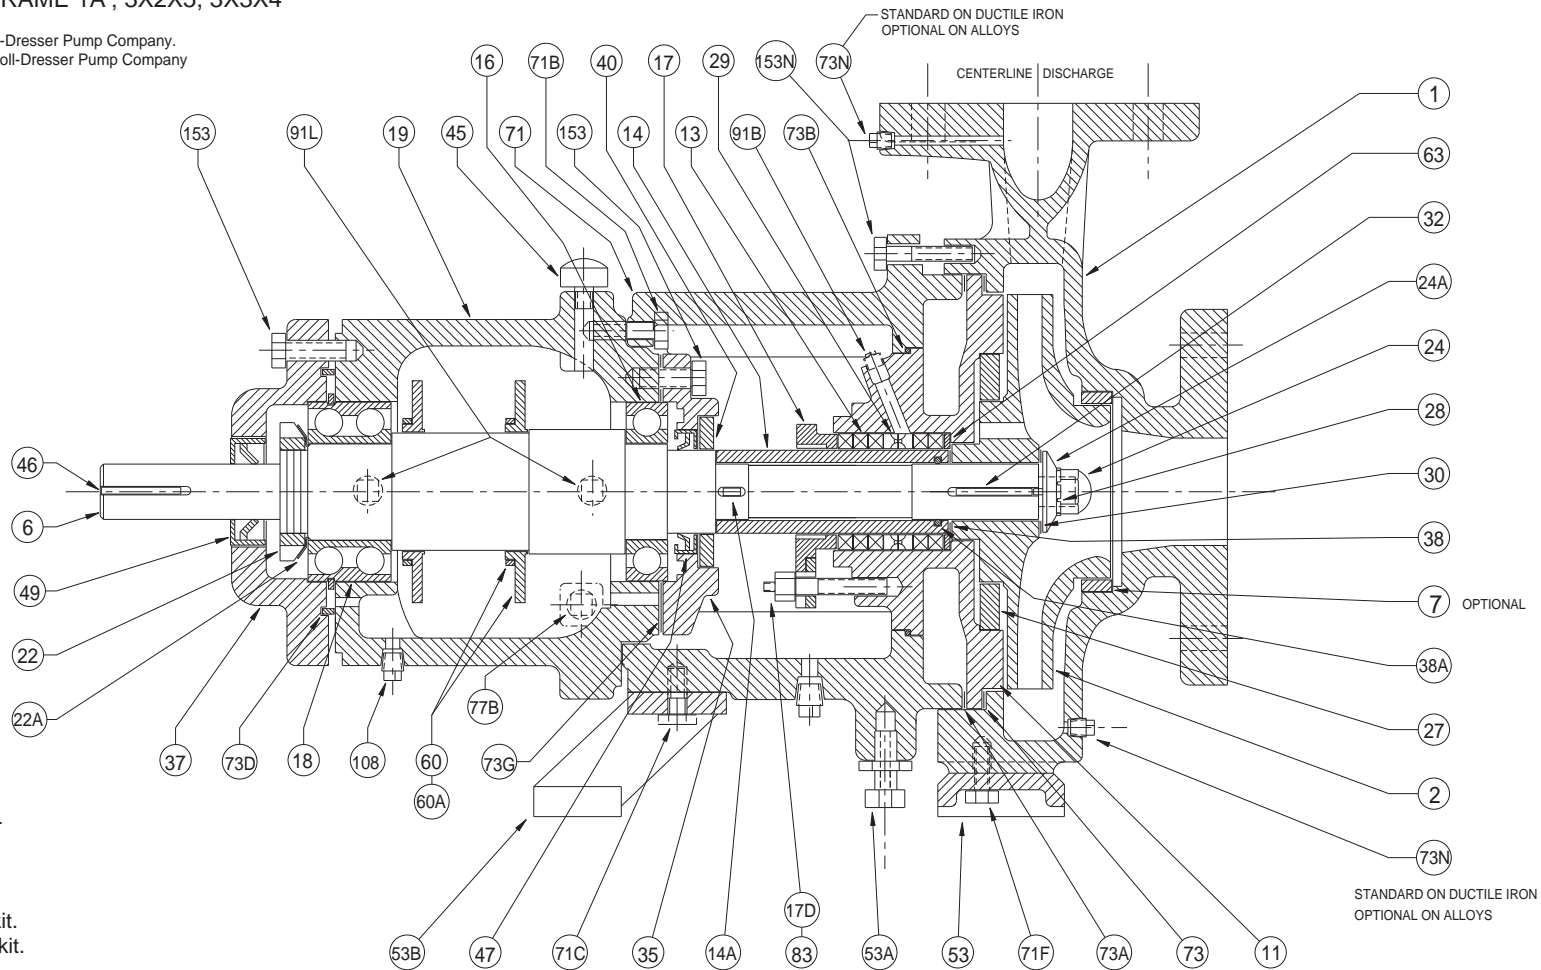 RAME 1A , 3X2X5, 3X3X4
-Dresser Pump Company.
oll-Dresser Pump Company
STANDARD ON DUCTILE IRON
OPTIONAL ON ALLOYS
16
71B
40
17
29
153N
73N
CENTERLINE DISCHARGE
1
153
91L
19
45
71
153
14
13
91B
73B
63
32
24A
24
28
46
30
6
38
49
7 OPTIONAL
22
38A
22A
77B
27
37
73D
18
108
60
73G
60A
2
73N
STANDARD ON DUCTILE IRON
OPTIONAL ON ALLOYS
17D
kit.
kit.
53B
47
71C
35
14A
83
53A
53
71F
73A
73
11